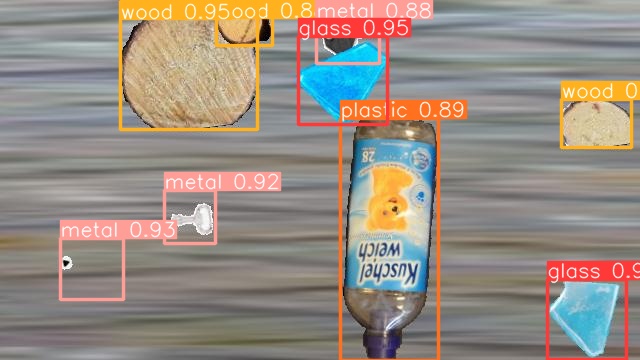 wood 0.95
ood 0.8
metal 0.88
glass 0.95
plastic 0.89
wood 0
metal 0.92
metal 0.93
glass 0.9
28
Kuschel
weich